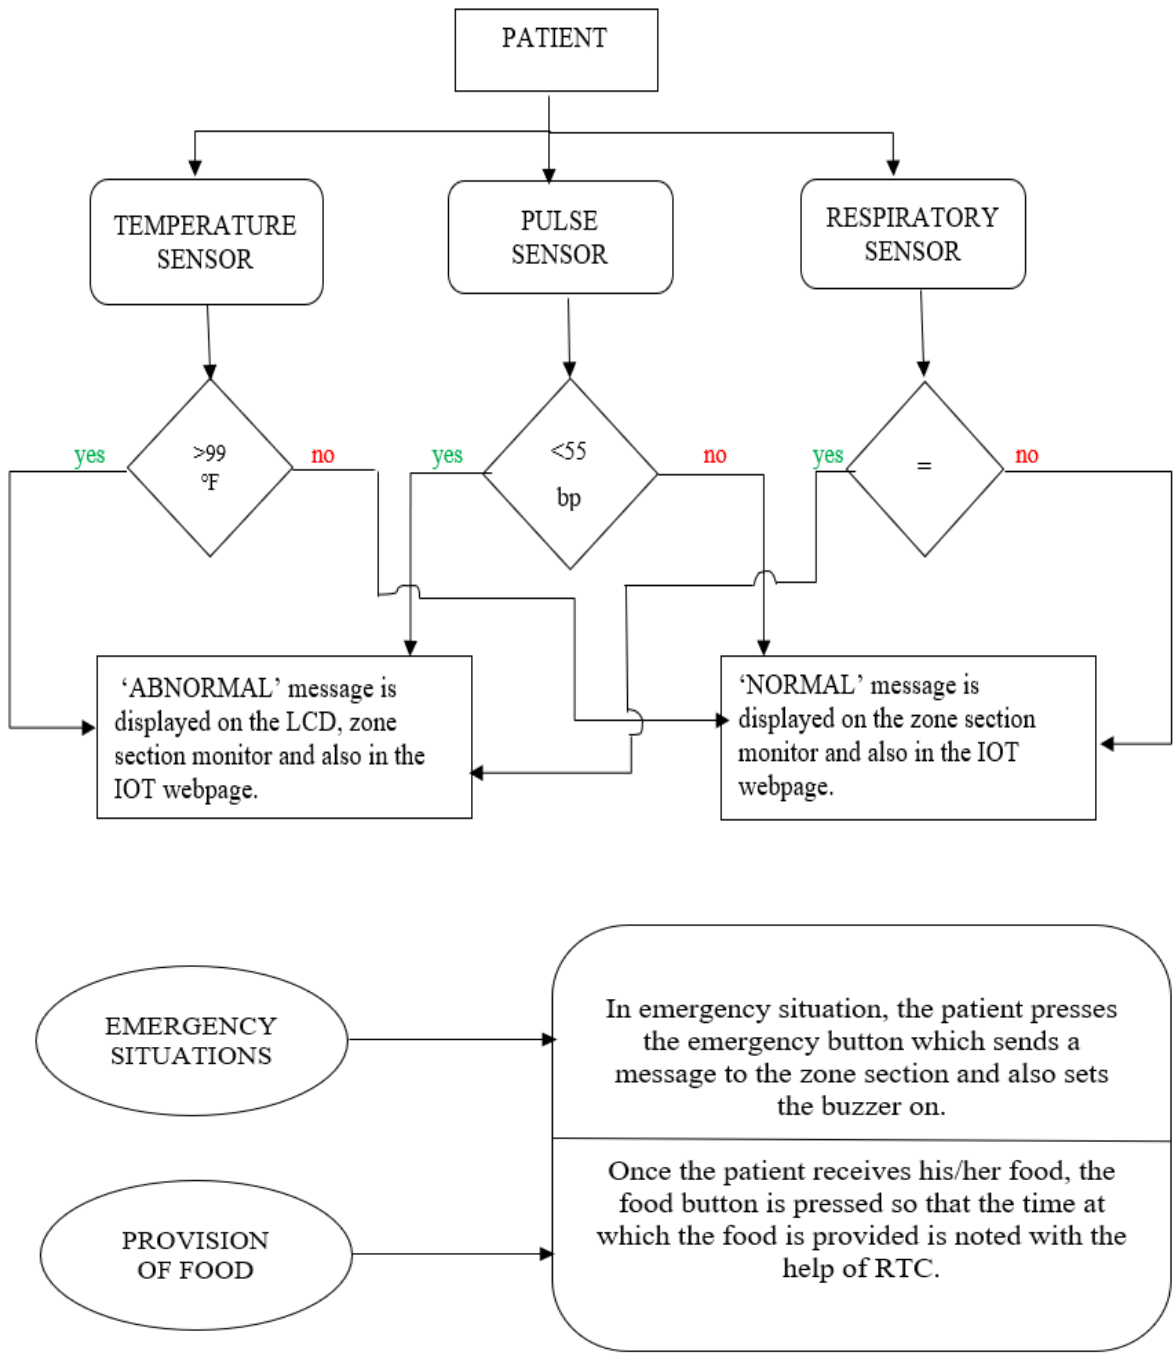 PATIENT
TEMPERATURE
SENSOR
PULSE
SENSOR
RESPIRATORY
SENSOR
yes
>99
°F
no
yes
<55
bp
no
yes
=
no
‘ABNORMAL’ message is
displayed on the LCD, zone
section monitor and also in the
IOT webpage.
‘NORMAL’ message is
displayed on the zone section
monitor and also in the IOT
webpage.
EMERGENCY
SITUATIONS
In emergency situation, the patient presses
the emergency button which sends a
message to the zone section and also sets
the buzzer on.
PROVISION
OF FOOD
Once the patient receives his/her food, the
food button is pressed so that the time at
which the food is provided is noted with the
help of RTC.